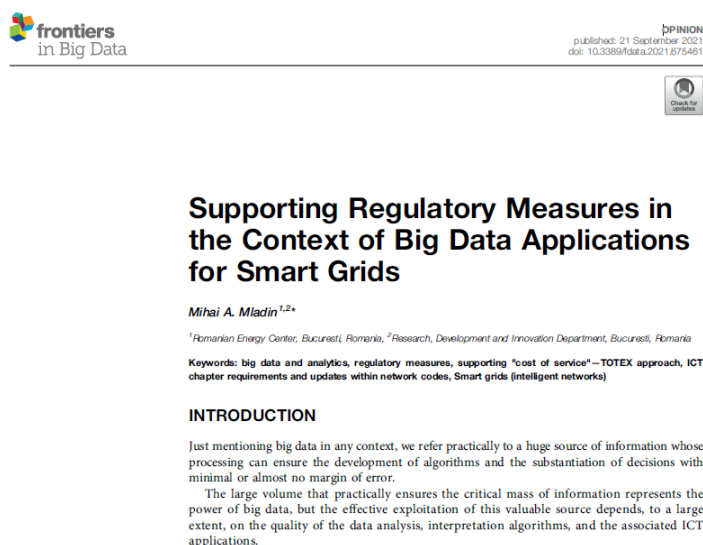 frontiers
in Big Data
OPINION
published: 21 September 2021
doi: 10.3389/fdata.2021.675461
Check for
updates
Supporting Regulatory Measures in
the Context of Big Data Applications
for Smart Grids
Mihai A. Mladin1,2*
1Romanian Energy Center, Bucuresti, Romania, 2Research, Development and Innovation Department, Bucuresti, Romania
Keywords: big data and analytics, regulatory measures, supporting "cost of service"—TOTEX approach, ICT
chapter requirements and updates within network codes, Smart grids (intelligent networks)
INTRODUCTION
Just mentioning big data in any context, we refer practically to a huge source of information whose
processing can ensure the development of algorithms and the substantiation of decisions with
minimal or almost no margin of error.
The large volume that practically ensures the critical mass of information represents the
power of big data, but the effective exploitation of this valuable source depends, to a large
extent, on the quality of the data analysis, interpretation algorithms, and the associated ICT
applications.